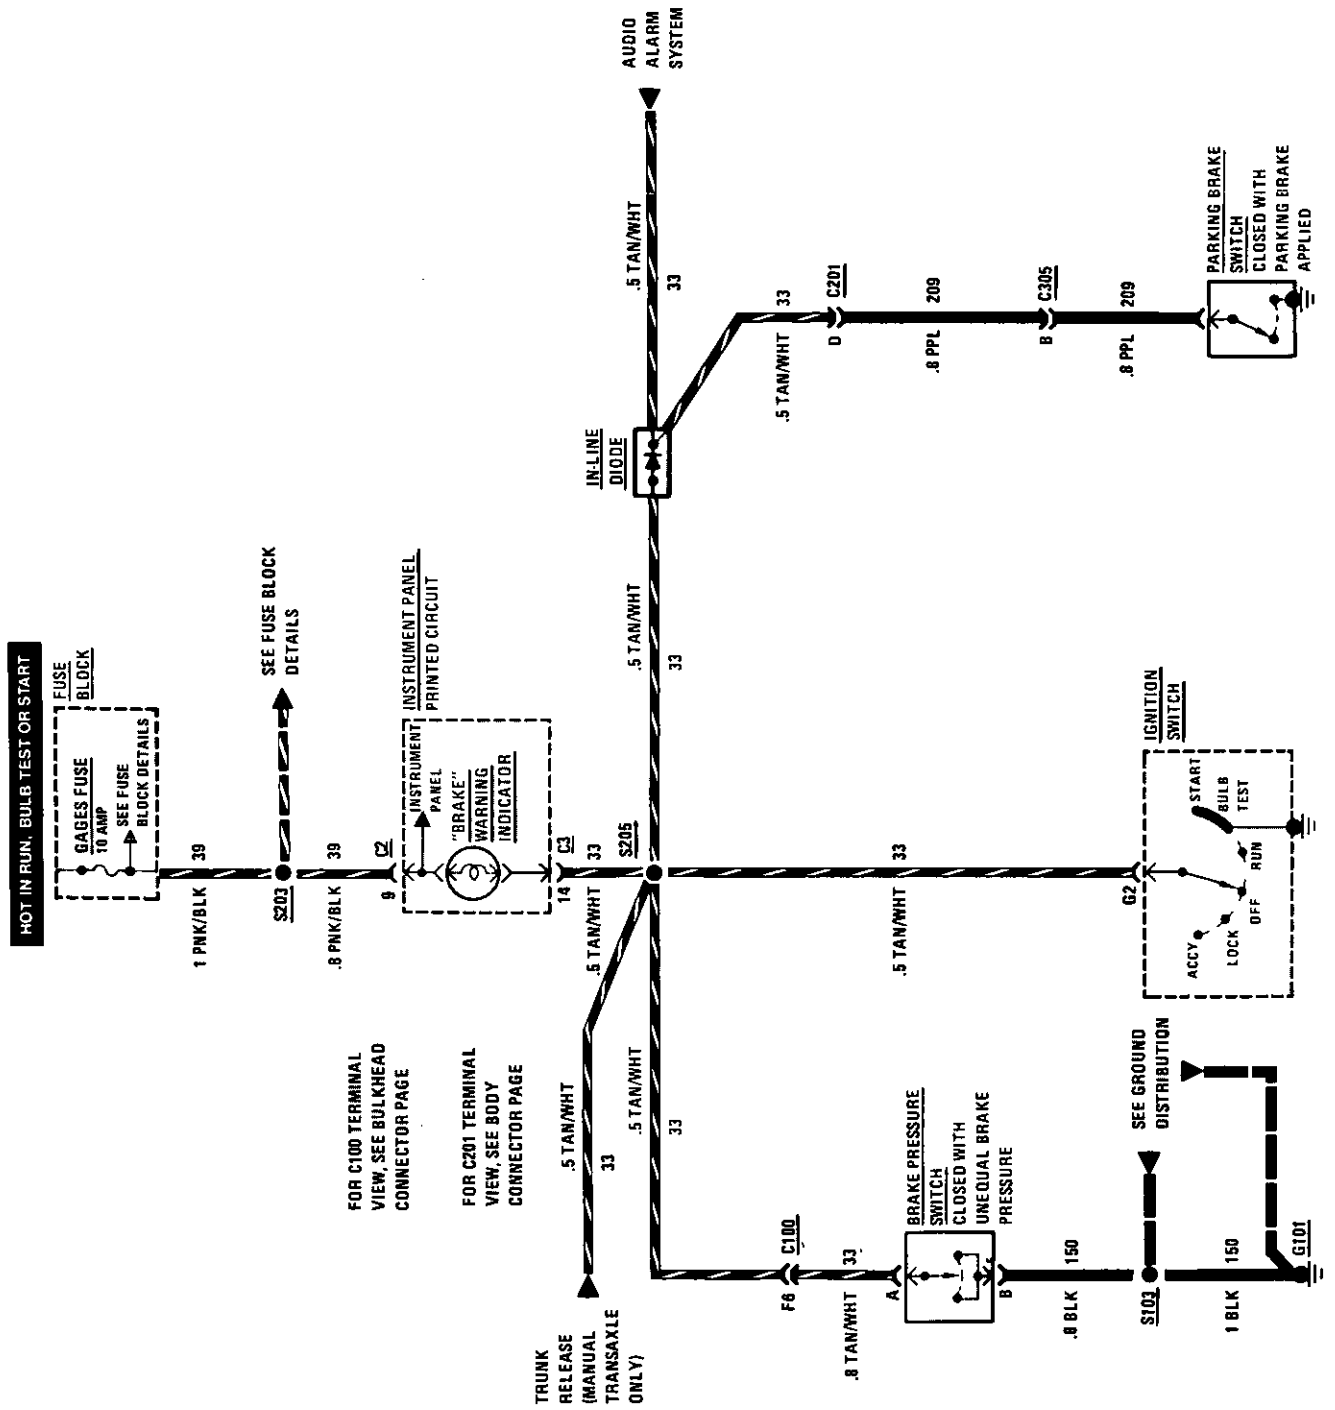 HOT IN RUN, BULB TEST OR START
FUSE
BLOCK
GAGES FUSE
10 AMP
SEE FUSE
BLOCK DETAILS
1 PNK/BLK
39
S203
SEE FUSE BLOCK
DETAILS
.8 PNK/BLK
39
9
C2
INSTRUMENT PANEL
PRINTED CIRCUIT
INSTRUMENT
PANEL
"BRAKE"
WARNING
INDICATOR
14
C3
.5 TAN/WHT
33
S205
FOR C100 TERMINAL
VIEW, SEE BULKHEAD
CONNECTOR PAGE
FOR C201 TERMINAL
VIEW, SEE BODY
CONNECTOR PAGE
TRUNK
RELEASE
(MANUAL
TRANSAXLE
ONLY)
.5 TAN/WHT
33
.5 TAN/WHT
33
.5 TAN/WHT
33
IN-LINE
DIODE
.5 TAN/WHT
33
AUDIO
ALARM
SYSTEM
F6
C100
.8 TAN/WHT
33
A
BRAKE PRESSURE
SWITCH
CLOSED WITH
UNEQUAL BRAKE
PRESSURE
B
.8 BLK
150
S103
SEE GROUND
DISTRIBUTION
1 BLK
150
G101
.5 TAN/WHT
33
G2
IGNITION
SWITCH
ACCY
LOCK
OFF
RUN
BULB
TEST
START
.5 TAN/WHT
33
D
C201
.8 PPL
209
B
C305
.8 PPL
209
PARKING BRAKE
SWITCH
CLOSED WITH
PARKING BRAKE
APPLIED